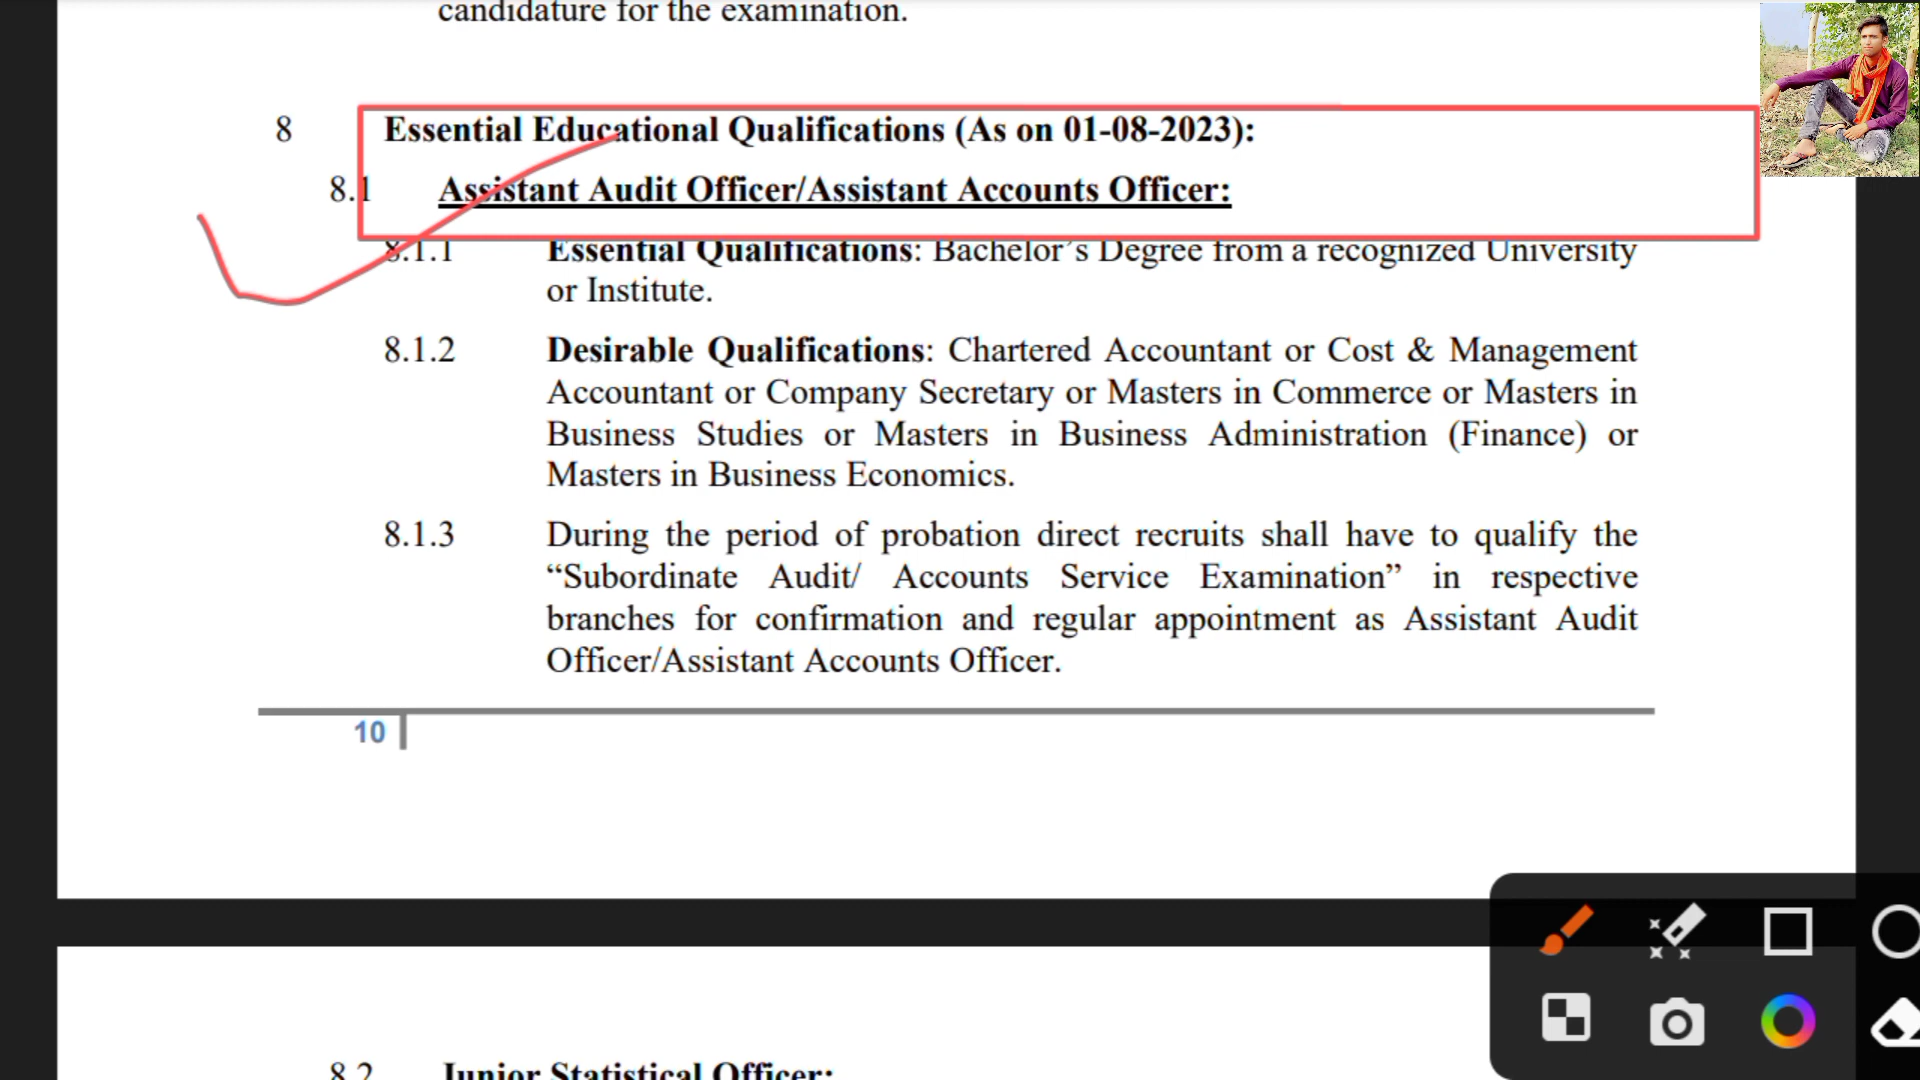 candidature for the examination.
8 Essential Educational Qualifications (As on 01-08-2023):
8.1 Assistant Audit Officer/Assistant Accounts Officer:
8.1.1 Essential Qualifications: Bachelor’s Degree from a recognized University
or Institute.
8.1.2 Desirable Qualifications: Chartered Accountant or Cost & Management
Accountant or Company Secretary or Masters in Commerce or Masters in
Business Studies or Masters in Business Administration (Finance) or
Masters in Business Economics.
8.1.3 During the period of probation direct recruits shall have to qualify the
“Subordinate Audit/ Accounts Service Examination” in respective
branches for confirmation and regular appointment as Assistant Audit
Officer/Assistant Accounts Officer.
10
8.2 Junior Statistical Officer: